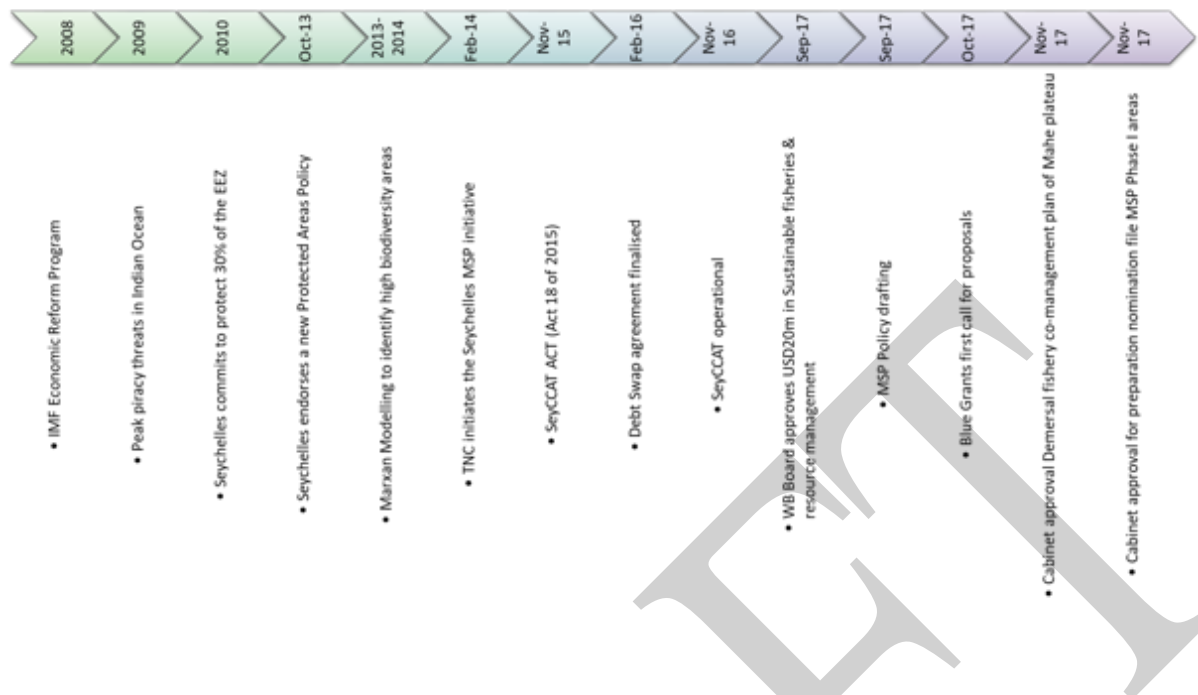 2008
• IMF Economic Reform Program
2009
• Peak piracy threats in Indian Ocean
2010
• Seychelles commits to protect 30% of the EEZ
Oct-13
• Seychelles endorses a new Protected Areas Policy
2013-
2014
• Marxan Modelling to identify high biodiversity areas
Feb-14
• TNC initiates the Seychelles MSP initiative
Nov-
15
• SeyCCAT ACT (Act 18 of 2015)
Feb-16
• Debt Swap agreement finalised
Nov-
16
• SeyCCAT operational
Sep-17
• WB Board approves USD20m in Sustainable fisheries &
resource management
Sep-17
• MSP Policy drafting
Oct-17
• Blue Grants first call for proposals
Nov-
17
• Cabinet approval Demersal fishery co-management plan of Mahe plateau
Nov-
17
• Cabinet approval for preparation nomination file MSP Phase I areas
FT